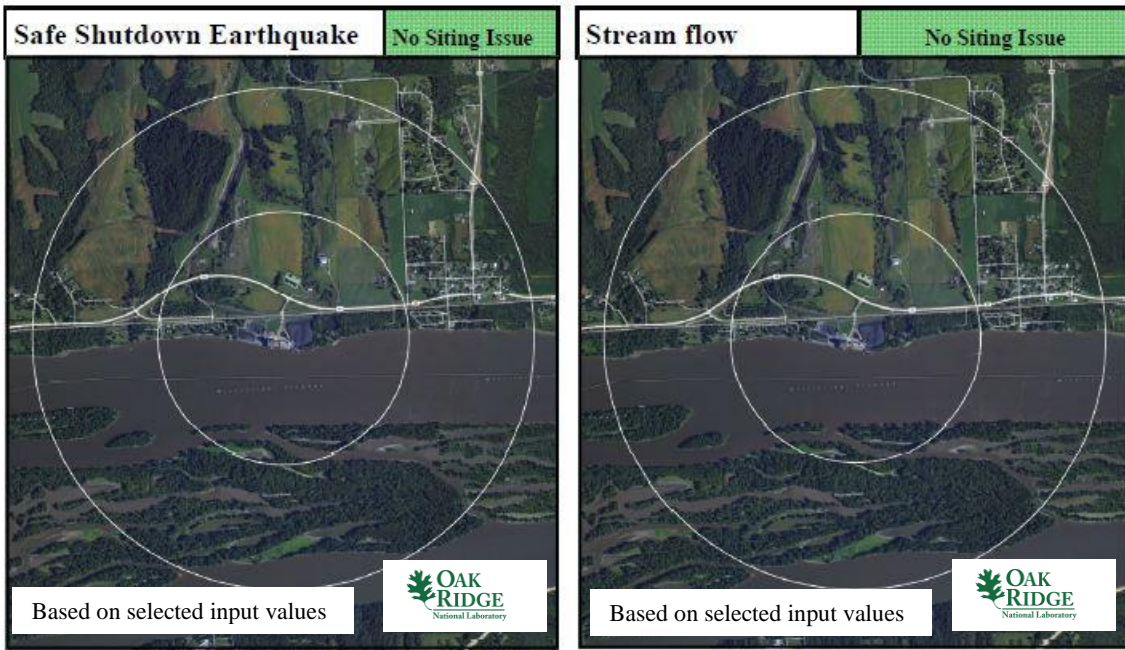 Safe Shutdown Earthquake
No Siting Issue
Based on selected input values
OAK
RIDGE
National Laboratory
Stream flow
No Siting Issue
Based on selected input values
OAK
RIDGE
National Laboratory